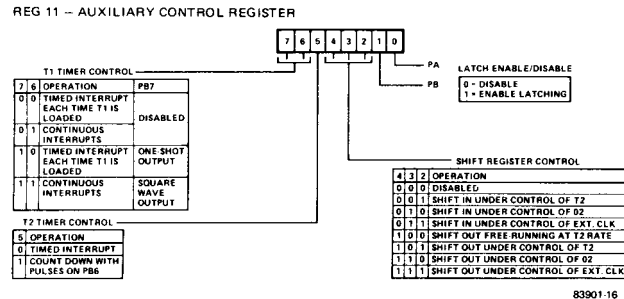 REG 11 -- AUXILIARY CONTROL REGISTER
7 6 5 4 3 2 1 0
PA
PB
LATCH ENABLE/DISABLE
0 - DISABLE
1 - ENABLE LATCHING
T1 TIMER CONTROL
7 6 OPERATION PB7
0 0 TIMED INTERRUPT
EACH TIME T1 IS
LOADED
DISABLED
0 1 CONTINUOUS
INTERRUPTS
1 0 TIMED INTERRUPT ONE-SHOT
EACH TIME T1 IS OUTPUT
LOADED
1 1 CONTINUOUS SQUARE
INTERRUPTS WAVE
OUTPUT
T2 TIMER CONTROL
5 OPERATION
0 TIMED INTERRUPT
1 COUNT DOWN WITH
PULSES ON PB6
SHIFT REGISTER CONTROL
4 3 2 OPERATION
0 0 0 DISABLED
0 0 1 SHIFT IN UNDER CONTROL OF T2
0 1 0 SHIFT IN UNDER CONTROL OF 02
0 1 1 SHIFT IN UNDER CONTROL OF EXT. CLK
1 0 0 SHIFT OUT FREE-RUNNING AT T2 RATE
1 0 1 SHIFT OUT UNDER CONTROL OF T2
1 1 0 SHIFT OUT UNDER CONTROL OF 02
1 1 1 SHIFT OUT UNDER CONTROL OF EXT. CLK
83901-16